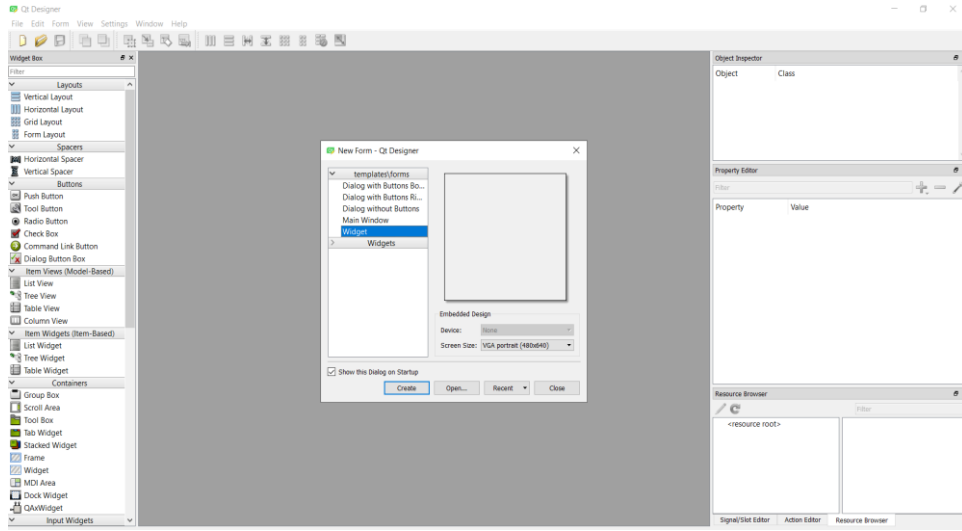 Qt Designer
File Edit Form View Settings Window Help
Widget Box
Filter
Layouts
Vertical Layout
Horizontal Layout
Grid Layout
Form Layout
Spacers
Horizontal Spacer
Vertical Spacer
Buttons
Push Button
Tool Button
Radio Button
Check Box
Command Link Button
Dialog Button Box
Item Views (Model-Based)
List View
Tree View
Table View
Column View
Item Widgets (Item-Based)
List Widget
Tree Widget
Table Widget
Containers
Group Box
Scroll Area
Tool Box
Tab Widget
Stacked Widget
Frame
Widget
MDI Area
Dock Widget
QAxWidget
Input Widgets
New Form - Qt Designer
templates\forms
Dialog with Buttons Bo...
Dialog with Buttons Ri...
Dialog without Buttons
Main Window
Widget
Widgets
Embedded Design
Device: None
Screen Size: VGA portrait (480x640)
Show this Dialog on Startup
Create Open... Recent Close
Object Inspector
Object Class
Property Editor
Filter
Property Value
Resource Browser
Filter
<resource root>
Signal/Slot Editor Action Editor Resource Browser